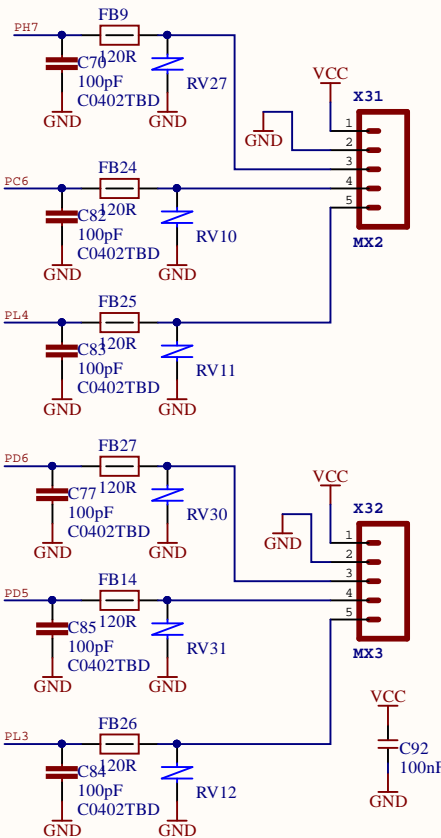 PH7
FB9
C70
120R
100pF
C0402TBD
GND
RV27
GND
VCC
X31
GND
1
2
3
4
5
MX2
PC6
FB24
C82
120R
100pF
C0402TBD
GND
RV10
GND
PL4
FB25
C83
120R
100pF
C0402TBD
GND
RV11
GND
PD6
FB27
C77
120R
100pF
C0402TBD
GND
RV30
GND
VCC
X32
GND
1
2
3
4
5
MX3
PD5
FB14
C85
120R
100pF
C0402TBD
GND
RV31
GND
PL3
FB26
C84
120R
100pF
C0402TBD
GND
RV12
GND
VCC
C92
100nF
GND